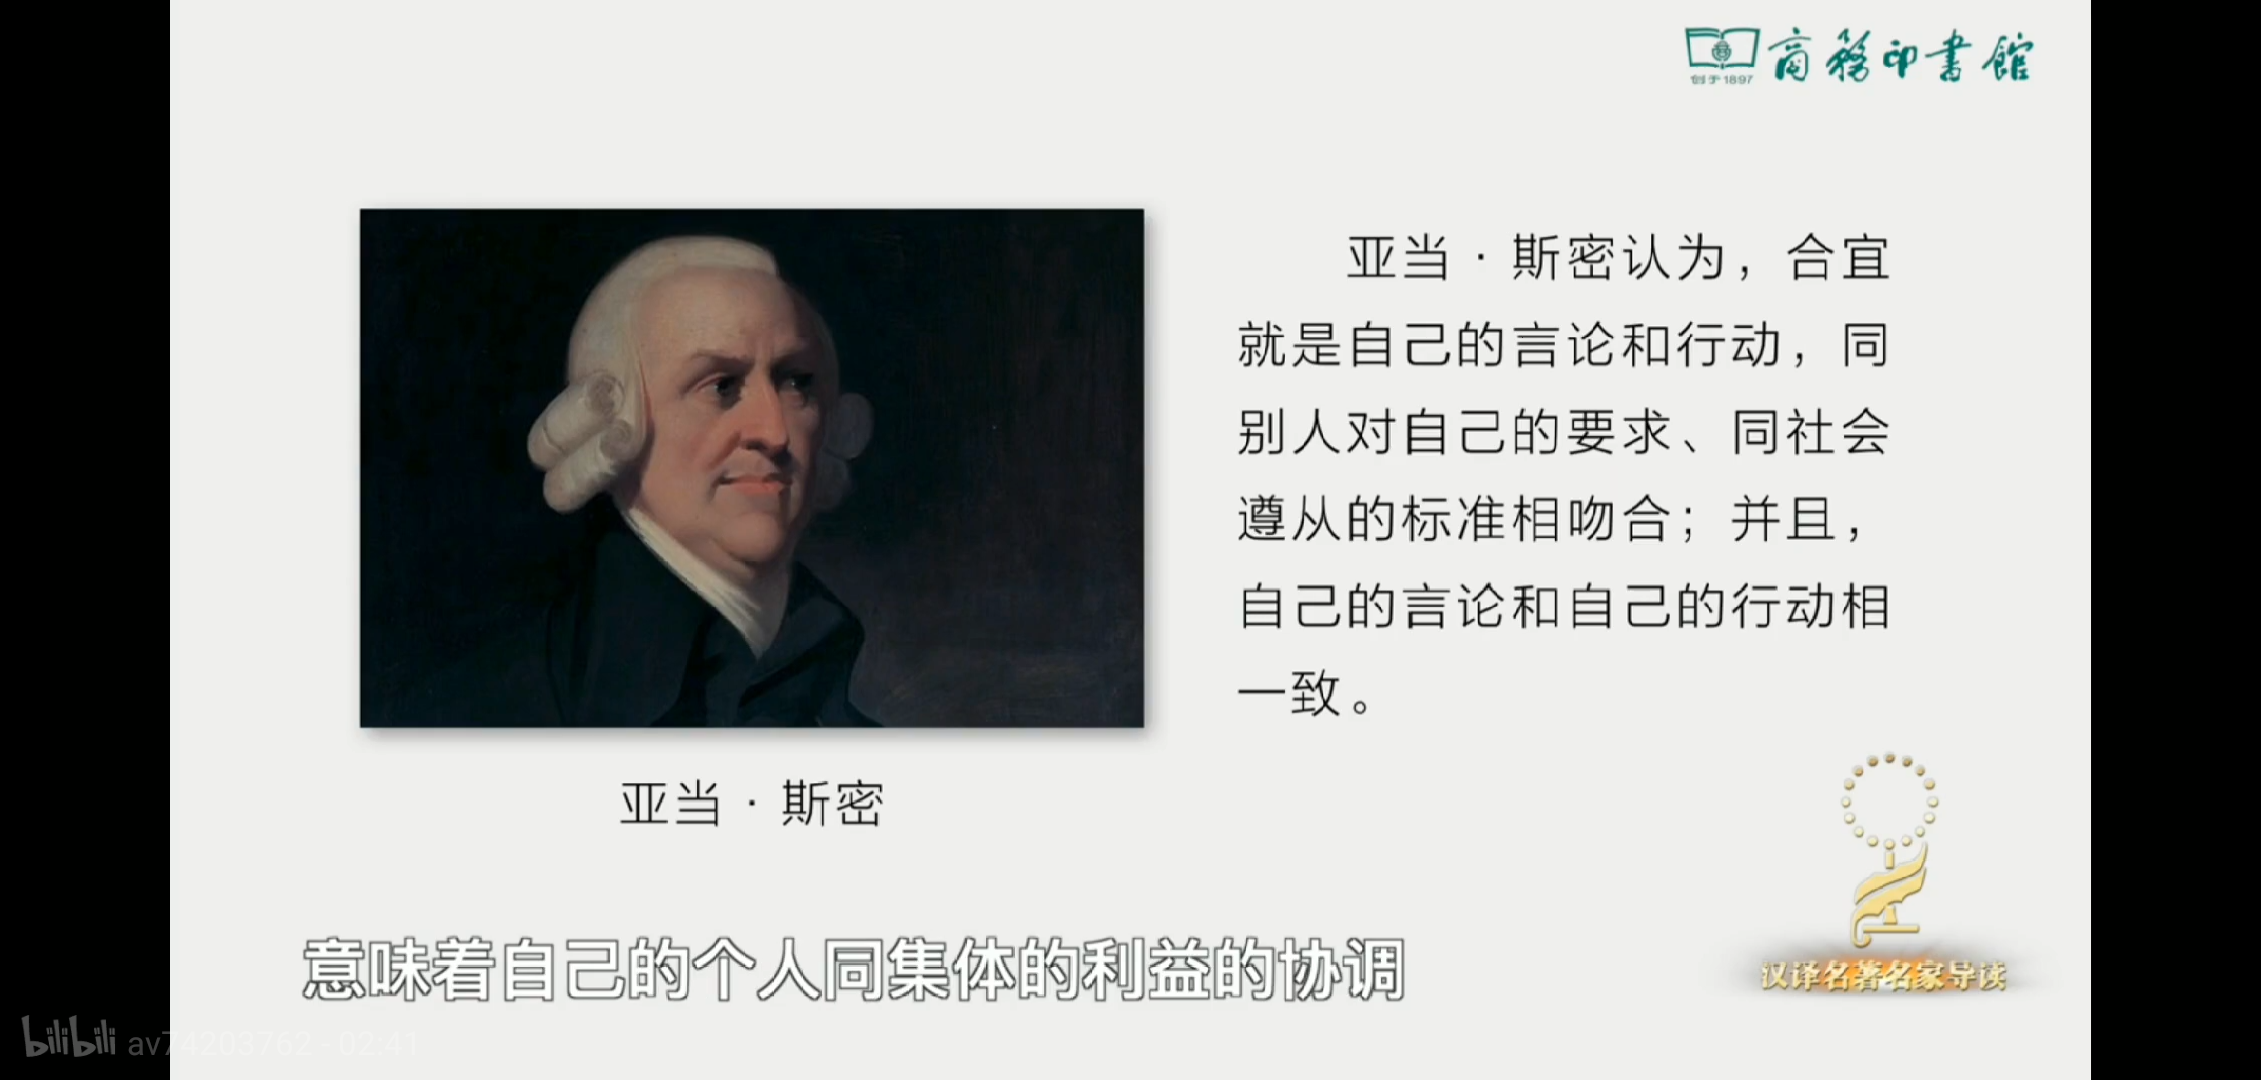 商務印書館
创于1897
亚当·斯密认为，合宜
就是自己的言论和行动，同
别人对自己的要求、同社会
遵从的标准相吻合；并且，
自己的言论和自己的行动相
一致。
亚当·斯密
意味着自己的个人同集体的利益的协调
汉译名著名家导读
bilibili av74203762 - 02:41